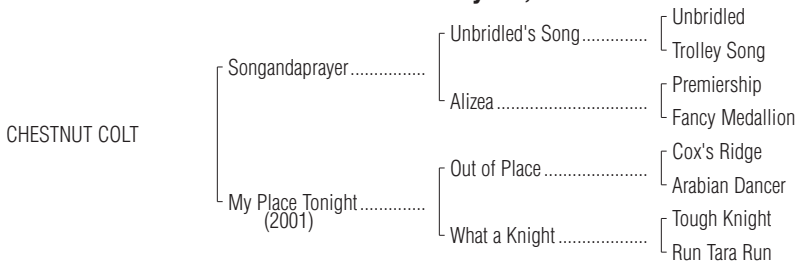 Unbridled
Unbridled's Song..............
Trolley Song
Songandaprayer................
Premiership
Alizea................................
Fancy Medallion
CHESTNUT COLT
Cox's Ridge
Out of Place......................
Arabian Dancer
My Place Tonight..............
(2001)
Tough Knight
What a Knight...................
Run Tara Run